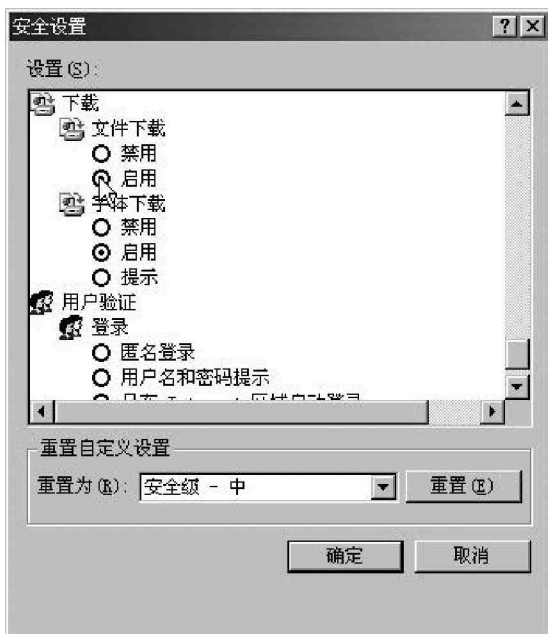 安全设置
设置(S):
下载
文件下载
禁用
启用
字体下载
禁用
启用
提示
用户验证
登录
匿名登录
用户名和密码提示
重置自定义设置
重置为(R): 安全级 - 中 重置(E)
确定 取消